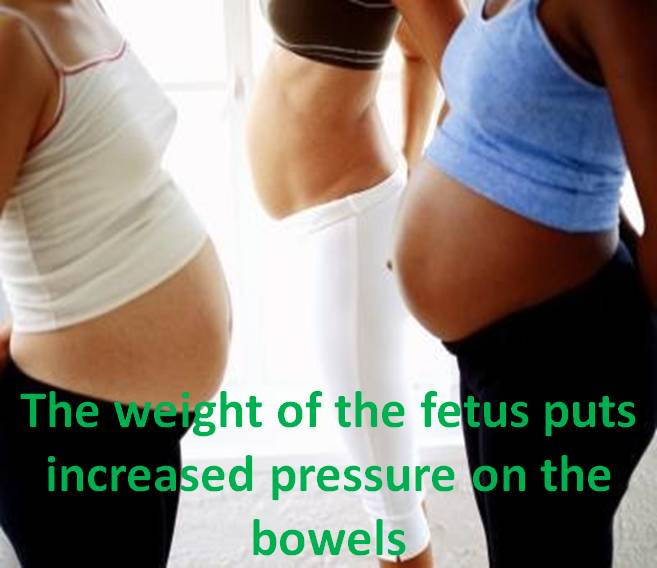 The weight of the fetus puts
increased pressure on the
bowels